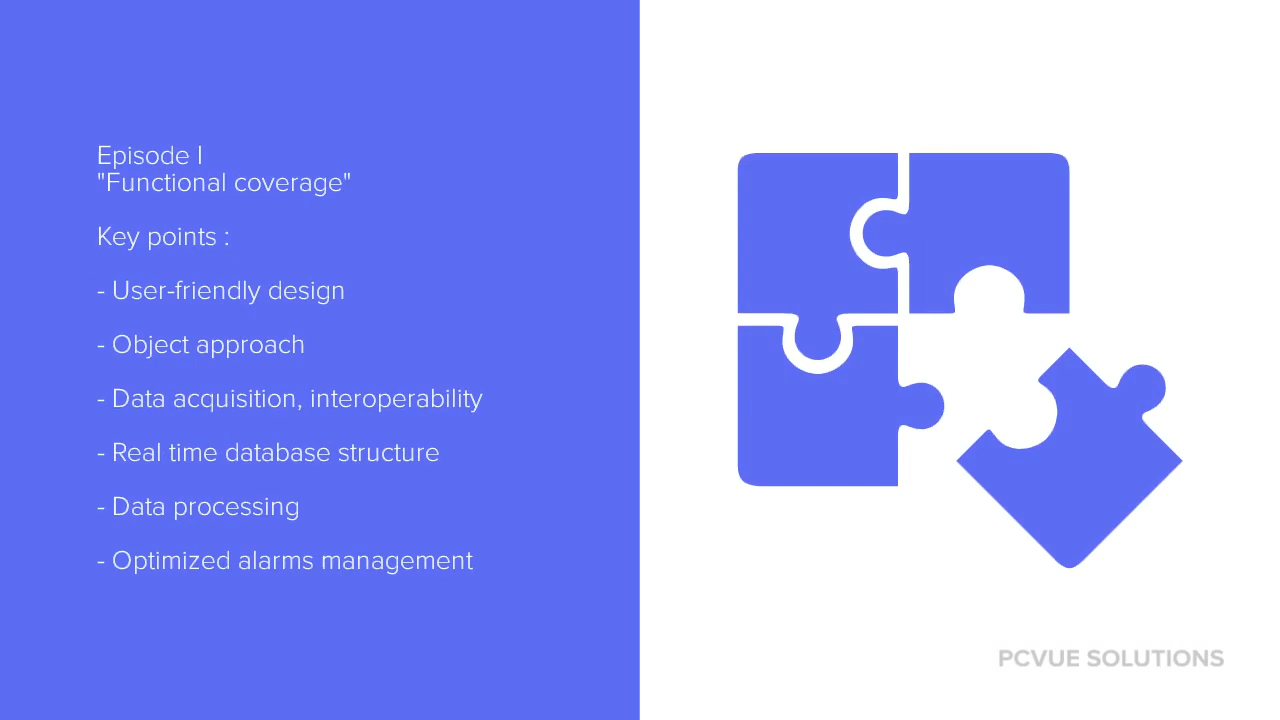 Episode I
"Functional coverage"
Key points :
- User-friendly design
- Object approach
- Data acquisition, interoperability
- Real time database structure
- Data processing
- Optimized alarms management
PCVUE SOLUTIONS